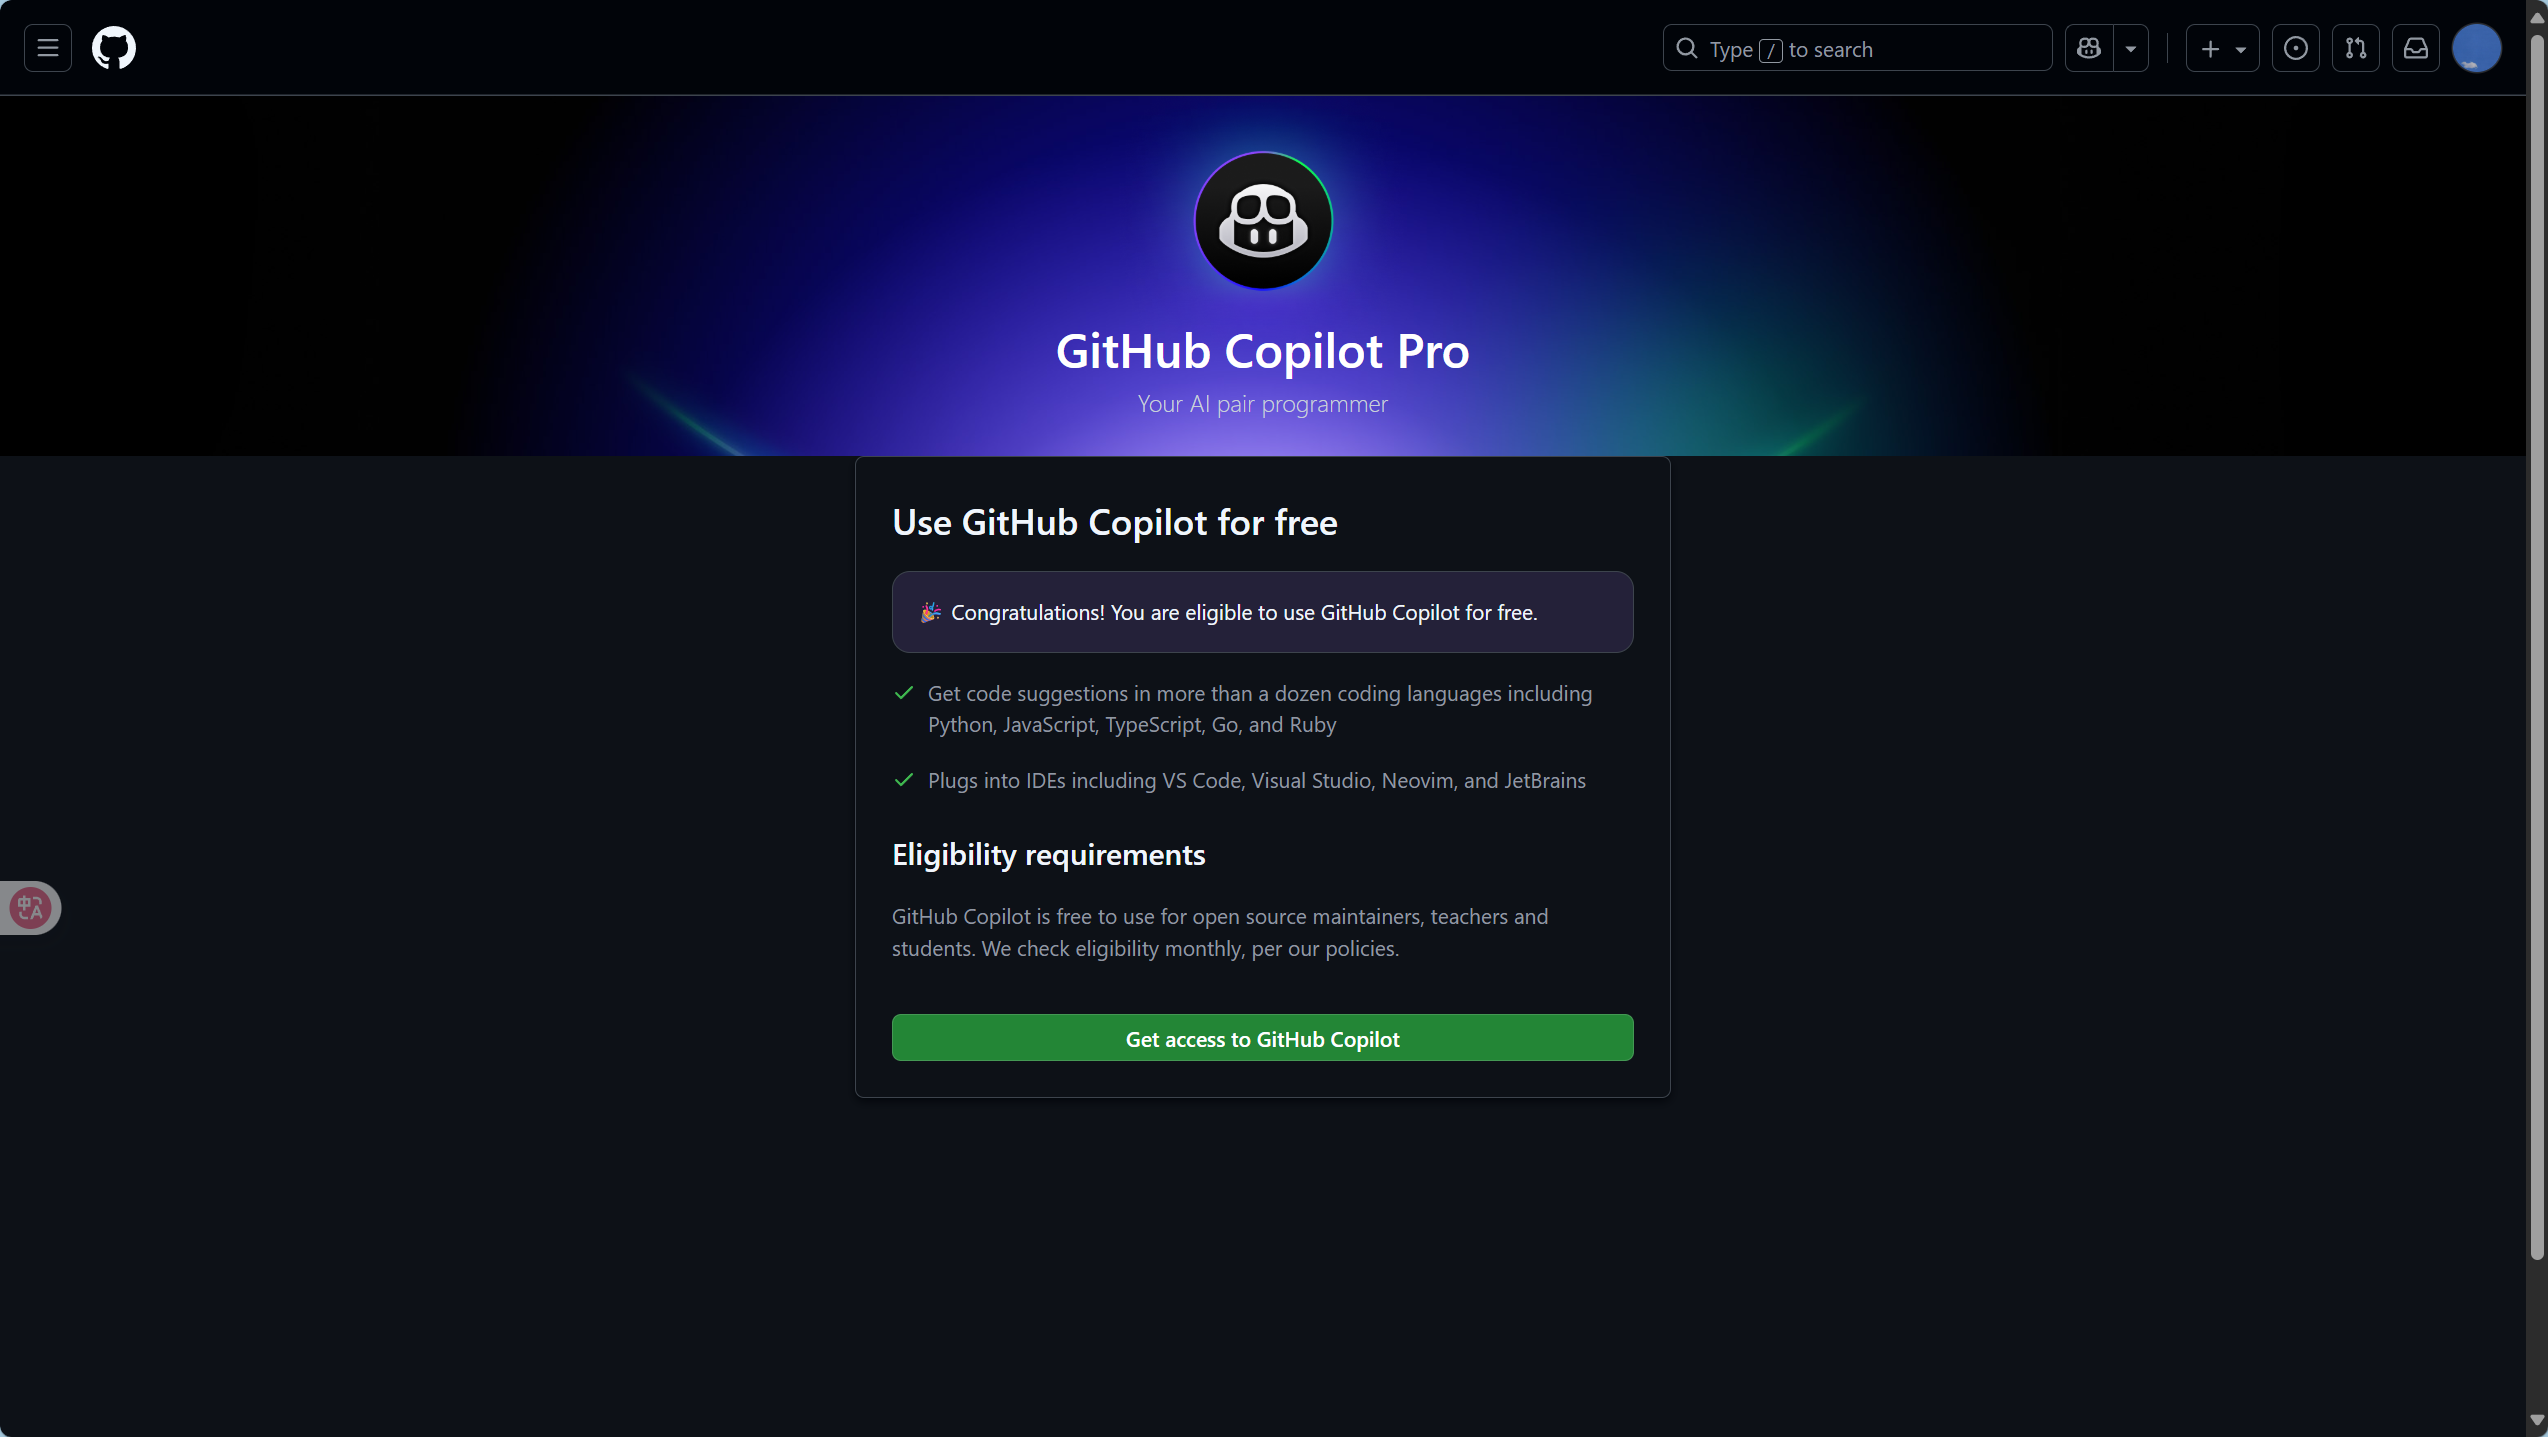 Type / to search
GitHub Copilot Pro
Your AI pair programmer
Use GitHub Copilot for free
🎉 Congratulations! You are eligible to use GitHub Copilot for free.
Get code suggestions in more than a dozen coding languages including
Python, JavaScript, TypeScript, Go, and Ruby
Plugs into IDEs including VS Code, Visual Studio, Neovim, and JetBrains
Eligibility requirements
中A
GitHub Copilot is free to use for open source maintainers, teachers and
students. We check eligibility monthly, per our policies.
Get access to GitHub Copilot